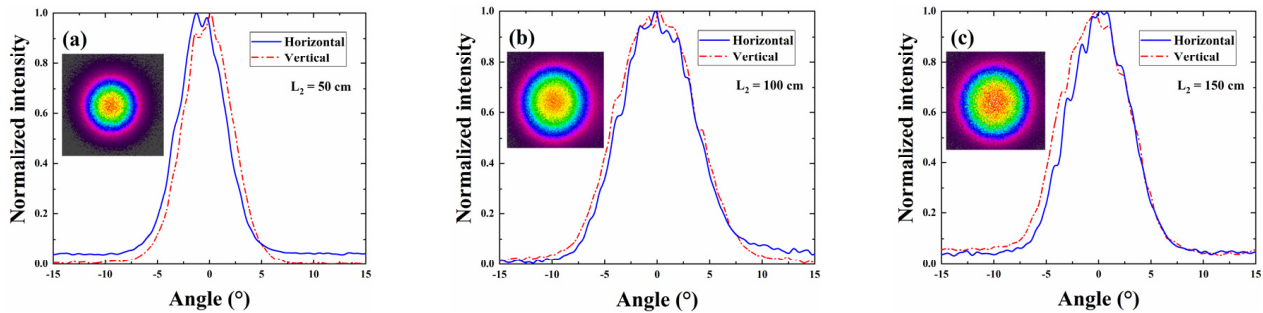 (a)
Horizontal
Vertical
L₂ = 50 cm
Normalized intensity
1.0
0.8
0.6
0.4
0.2
0.0
-15 -10 -5 0 5 10 15
Angle (°)
(b)
Horizontal
Vertical
L₂ = 100 cm
Normalized intensity
1.0
0.8
0.6
0.4
0.2
0.0
-15 -10 -5 0 5 10 15
Angle (°)
(c)
Horizontal
Vertical
L₂ = 150 cm
Normalized intensity
1.0
0.8
0.6
0.4
0.2
0.0
-15 -10 -5 0 5 10 15
Angle (°)